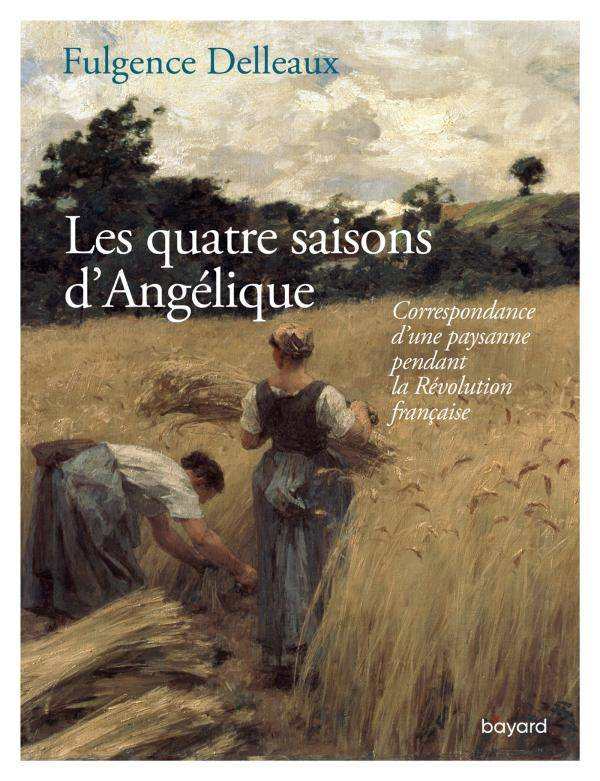 Fulgence Delleaux
Les quatre saisons
d’Angélique
Correspondance
d’une paysanne
pendant
la Révolution
française
bayard